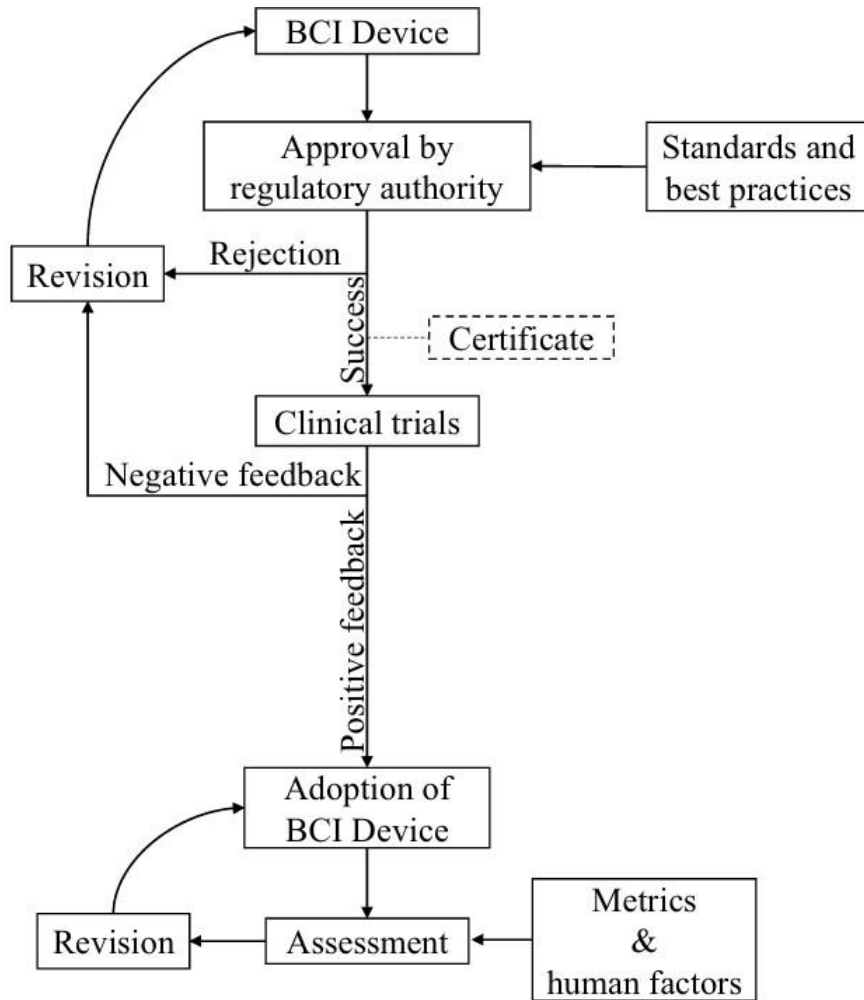 BCI Device
Approval by
regulatory authority
Standards and
best practices
Rejection
Revision
Success
Certificate
Clinical trials
Negative feedback
Positive feedback
Adoption of
BCI Device
Revision
Assessment
Metrics
&
human factors